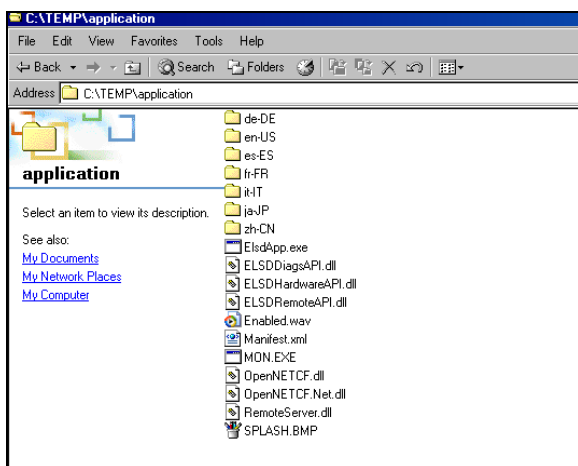 C:\TEMP\application
File Edit View Favorites Tools Help
Back Search Folders
Address C:\TEMP\application
application
Select an item to view its description.
See also:
My Documents
My Network Places
My Computer
de-DE
en-US
es-ES
fr-FR
it-IT
ja-JP
zh-CN
ElsdApp.exe
ELSDDiagsAPI.dll
ELSDHardwareAPI.dll
ELSDRemoteAPI.dll
Enabled.wav
Manifest.xml
MON.EXE
OpenNETCF.dll
OpenNETCF.Net.dll
RemoteServer.dll
SPLASH.BMP